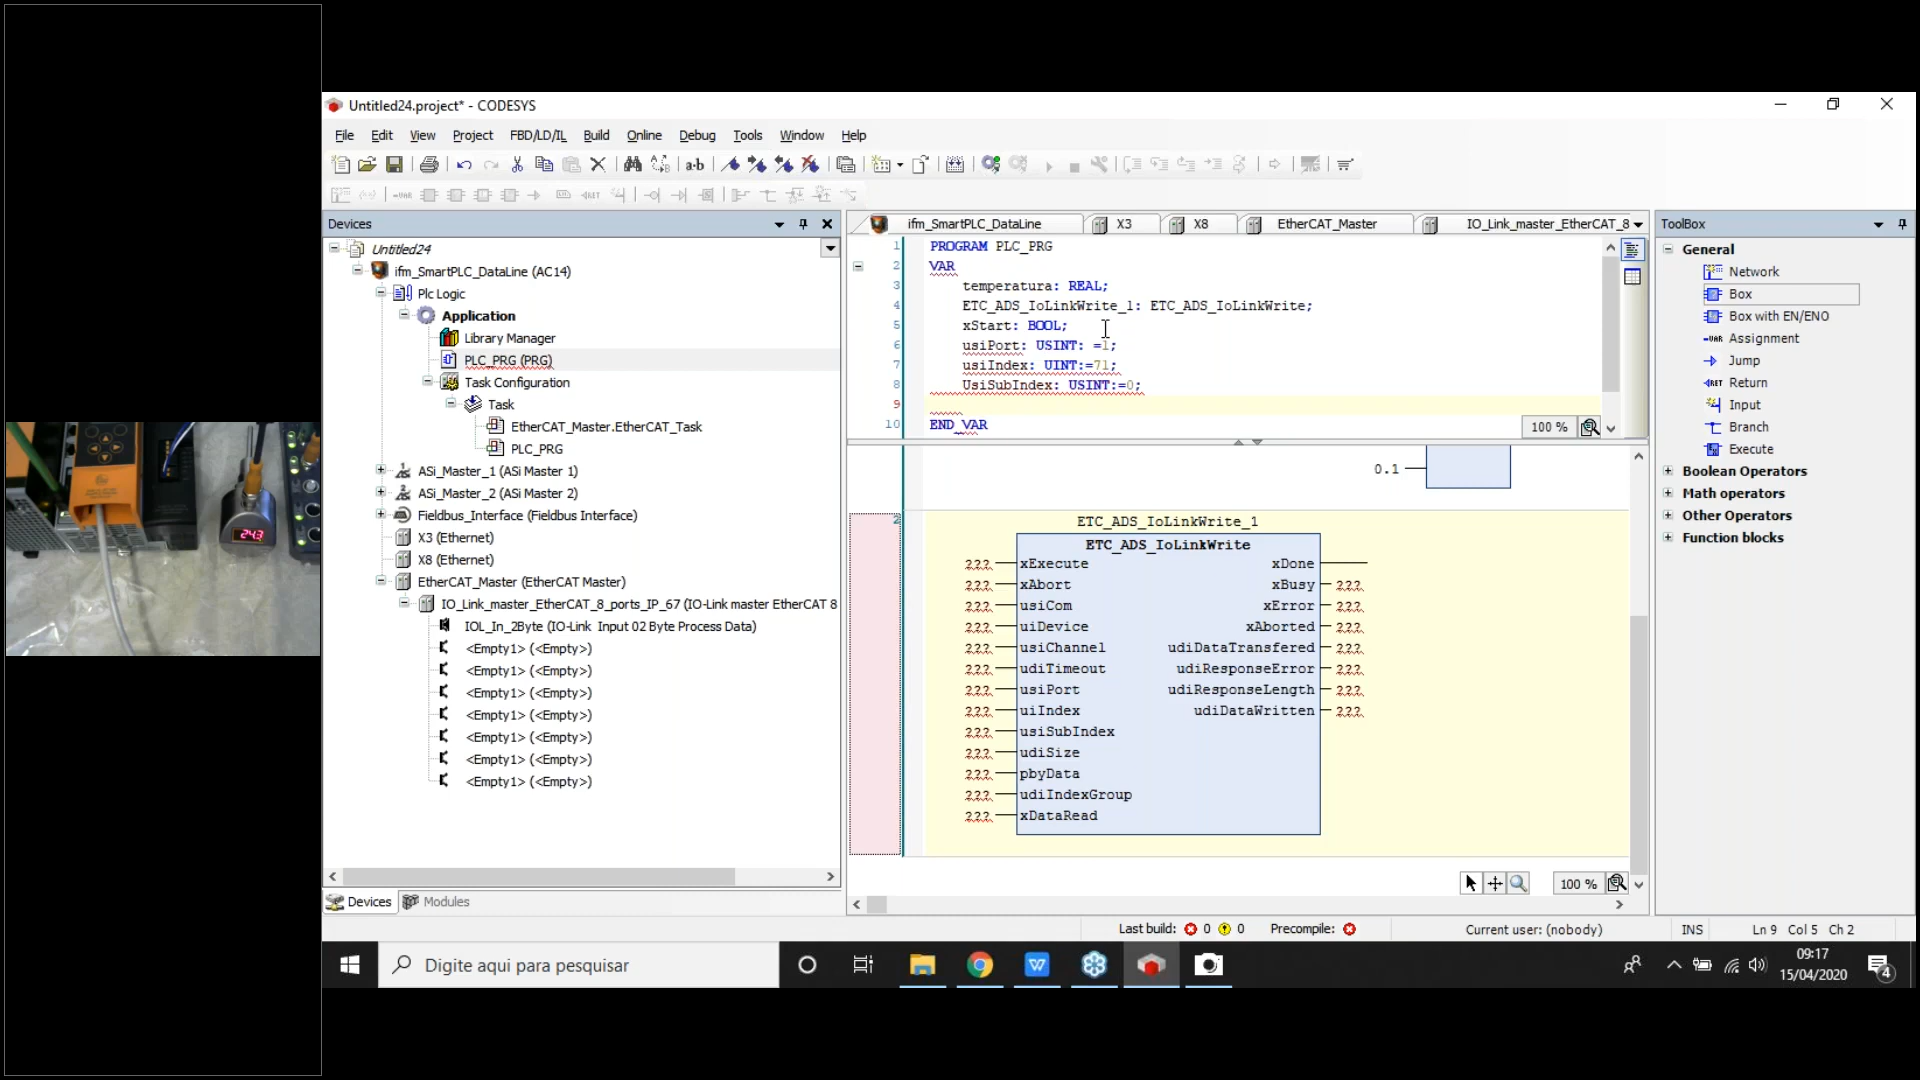 Untitled24.project* - CODESYS
File Edit View Project FBD/LD/IL Build Online Debug Tools Window Help
Devices
Untitled24
ifm_SmartPLC_DataLine (AC14)
Plc Logic
Application
Library Manager
PLC_PRG (PRG)
Task Configuration
Task
EtherCAT_Master.EtherCAT_Task
PLC_PRG
ASi_Master_1 (ASi Master 1)
ASi_Master_2 (ASi Master 2)
Fieldbus_Interface (Fieldbus Interface)
X3 (Ethernet)
X8 (Ethernet)
EtherCAT_Master (EtherCAT Master)
IO_Link_master_EtherCAT_8_ports_IP_67 (IO-Link master EtherCAT 8
IOL_In_2Byte (IO-Link Input 02 Byte Process Data)
<Empty1> (<Empty>)
<Empty1> (<Empty>)
<Empty1> (<Empty>)
<Empty1> (<Empty>)
<Empty1> (<Empty>)
<Empty1> (<Empty>)
<Empty1> (<Empty>)
Devices Modules
ifm_SmartPLC_DataLine X3 X8 EtherCAT_Master IO_Link_master_EtherCAT_8
1 PROGRAM PLC_PRG
2 VAR
3 temperatura: REAL;
4 ETC_ADS_IoLinkWrite_1: ETC_ADS_IoLinkWrite;
5 xStart: BOOL;
6 usiPort: USINT: =1;
7 usiIndex: UINT:=71;
8 UsiSubIndex: USINT:=0;
9
10 END_VAR
100 %
0.1
2
ETC_ADS_IoLinkWrite_1
ETC_ADS_IoLinkWrite
??? xExecute xDone
??? xAbort xBusy ???
??? usiCom xError ???
??? uiDevice xAborted ???
??? usiChannel udiDataTransfered ???
??? udiTimeout udiResponseError ???
??? usiPort udiResponseLength ???
??? uiIndex udiDataWritten ???
??? usiSubIndex
??? udiSize
??? pbyData
??? udiIndexGroup
??? xDataRead
100 %
ToolBox
General
Network
Box
Box with EN/ENO
Assignment
Jump
Return
Input
Branch
Execute
Boolean Operators
Math operators
Other Operators
Function blocks
Last build: 0 0 Precompile: Current user: (nobody) INS Ln 9 Col 5 Ch 2
Digite aqui para pesquisar
09:17
15/04/2020
4
243